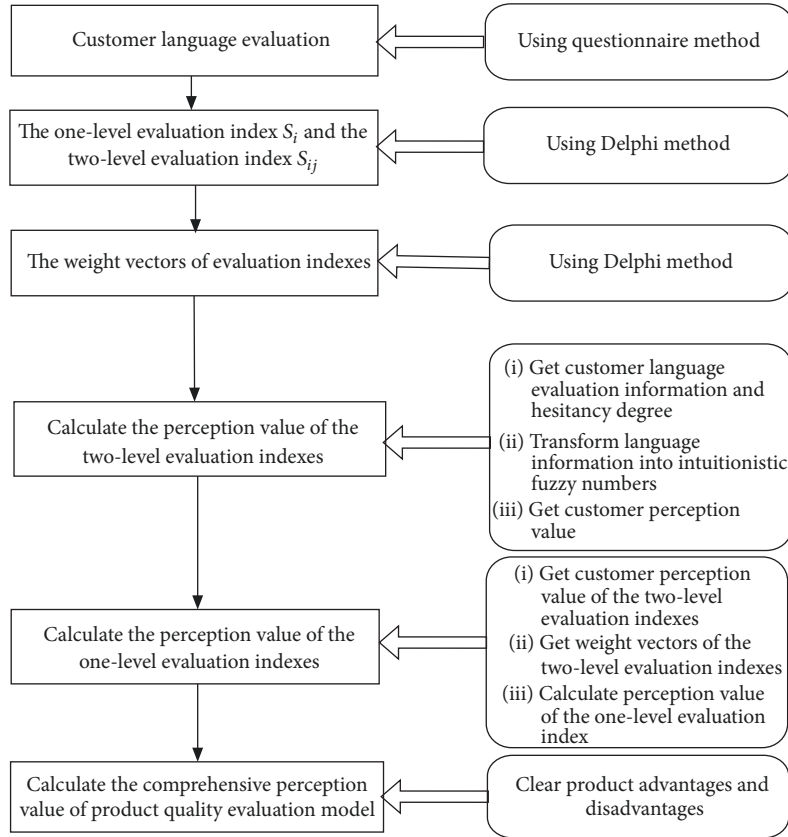 Customer language evaluation
Using questionnaire method
The one-level evaluation index S_i and the
two-level evaluation index S_ij
Using Delphi method
The weight vectors of evaluation indexes
Using Delphi method
Calculate the perception value of the
two-level evaluation indexes
(i) Get customer language
evaluation information and
hesitancy degree
(ii) Transform language
information into intuitionistic
fuzzy numbers
(iii) Get customer perception
value
Calculate the perception value of the
one-level evaluation indexes
(i) Get customer perception
value of the two-level
evaluation indexes
(ii) Get weight vectors of the
two-level evaluation indexes
(iii) Calculate perception value
of the one-level evaluation
index
Calculate the comprehensive perception
value of product quality evaluation model
Clear product advantages and
disadvantages